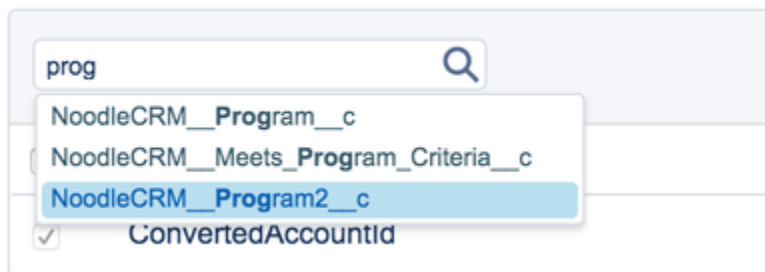 prog
NoodleCRM__Program__c
NoodleCRM__Meets_Program_Criteria__c
NoodleCRM__Program2__c
ConvertedAccountId